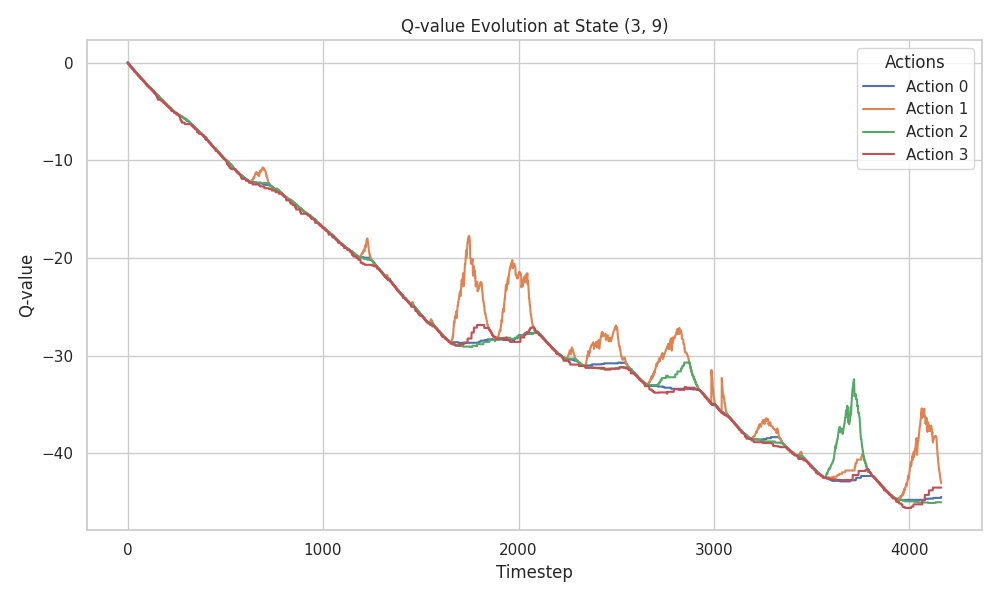 Q-value Evolution at State (3, 9)
Actions
Action 0
Action 1
Action 2
Action 3
Q-value
0
−10
−20
−30
−40
0 1000 2000 3000 4000
Timestep